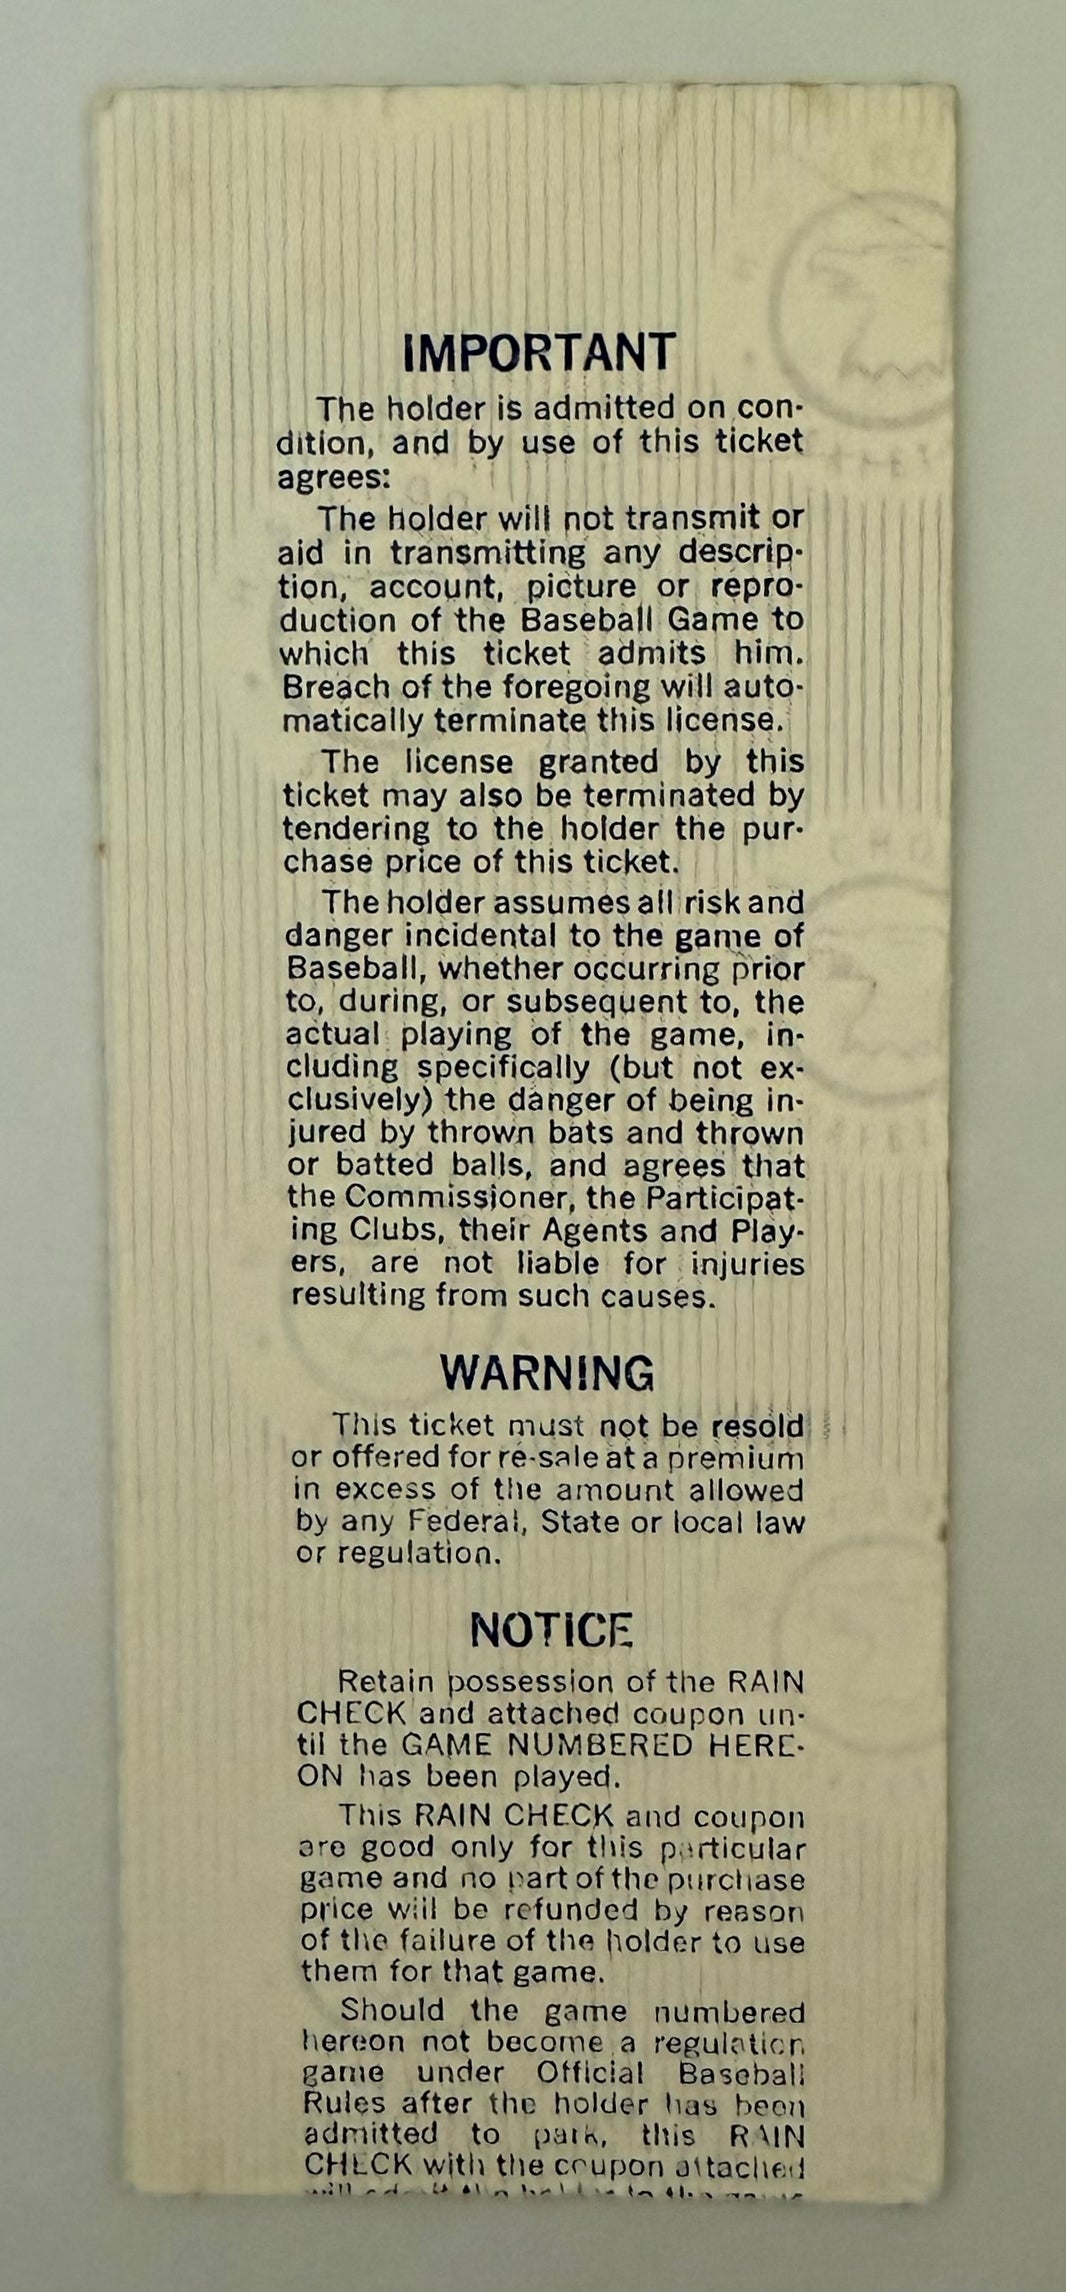 IMPORTANT
The holder is admitted on con-
dition, and by use of this ticket
agrees:
The holder will not transmit or
aid in transmitting any descrip-
tion, account, picture or repro-
duction of the Baseball Game to
which this ticket admits him.
Breach of the foregoing will auto-
matically terminate this license.
The license granted by this
ticket may also be terminated by
tendering to the holder the pur-
chase price of this ticket.
The holder assumes all risk and
danger incidental to the game of
Baseball, whether occurring prior
to, during, or subsequent to, the
actual playing of the game, in-
cluding specifically (but not ex-
clusively) the danger of being in-
jured by thrown bats and thrown
or batted balls, and agrees that
the Commissioner, the Participat-
ing Clubs, their Agents and Play-
ers, are not liable for injuries
resulting from such causes.
WARNING
This ticket must not be resold
or offered for re-sale at a premium
in excess of the amount allowed
by any Federal, State or local law
or regulation.
NOTICE
Retain possession of the RAIN
CHECK and attached coupon un-
til the GAME NUMBERED HERE-
ON has been played.
This RAIN CHECK and coupon
are good only for this particular
game and no part of the purchase
price will be refunded by reason
of the failure of the holder to use
them for that game.
Should the game numbered
hereon not become a regulation
game under Official Baseball
Rules after the holder has been
admitted to park, this RAIN
CHECK with the coupon attached